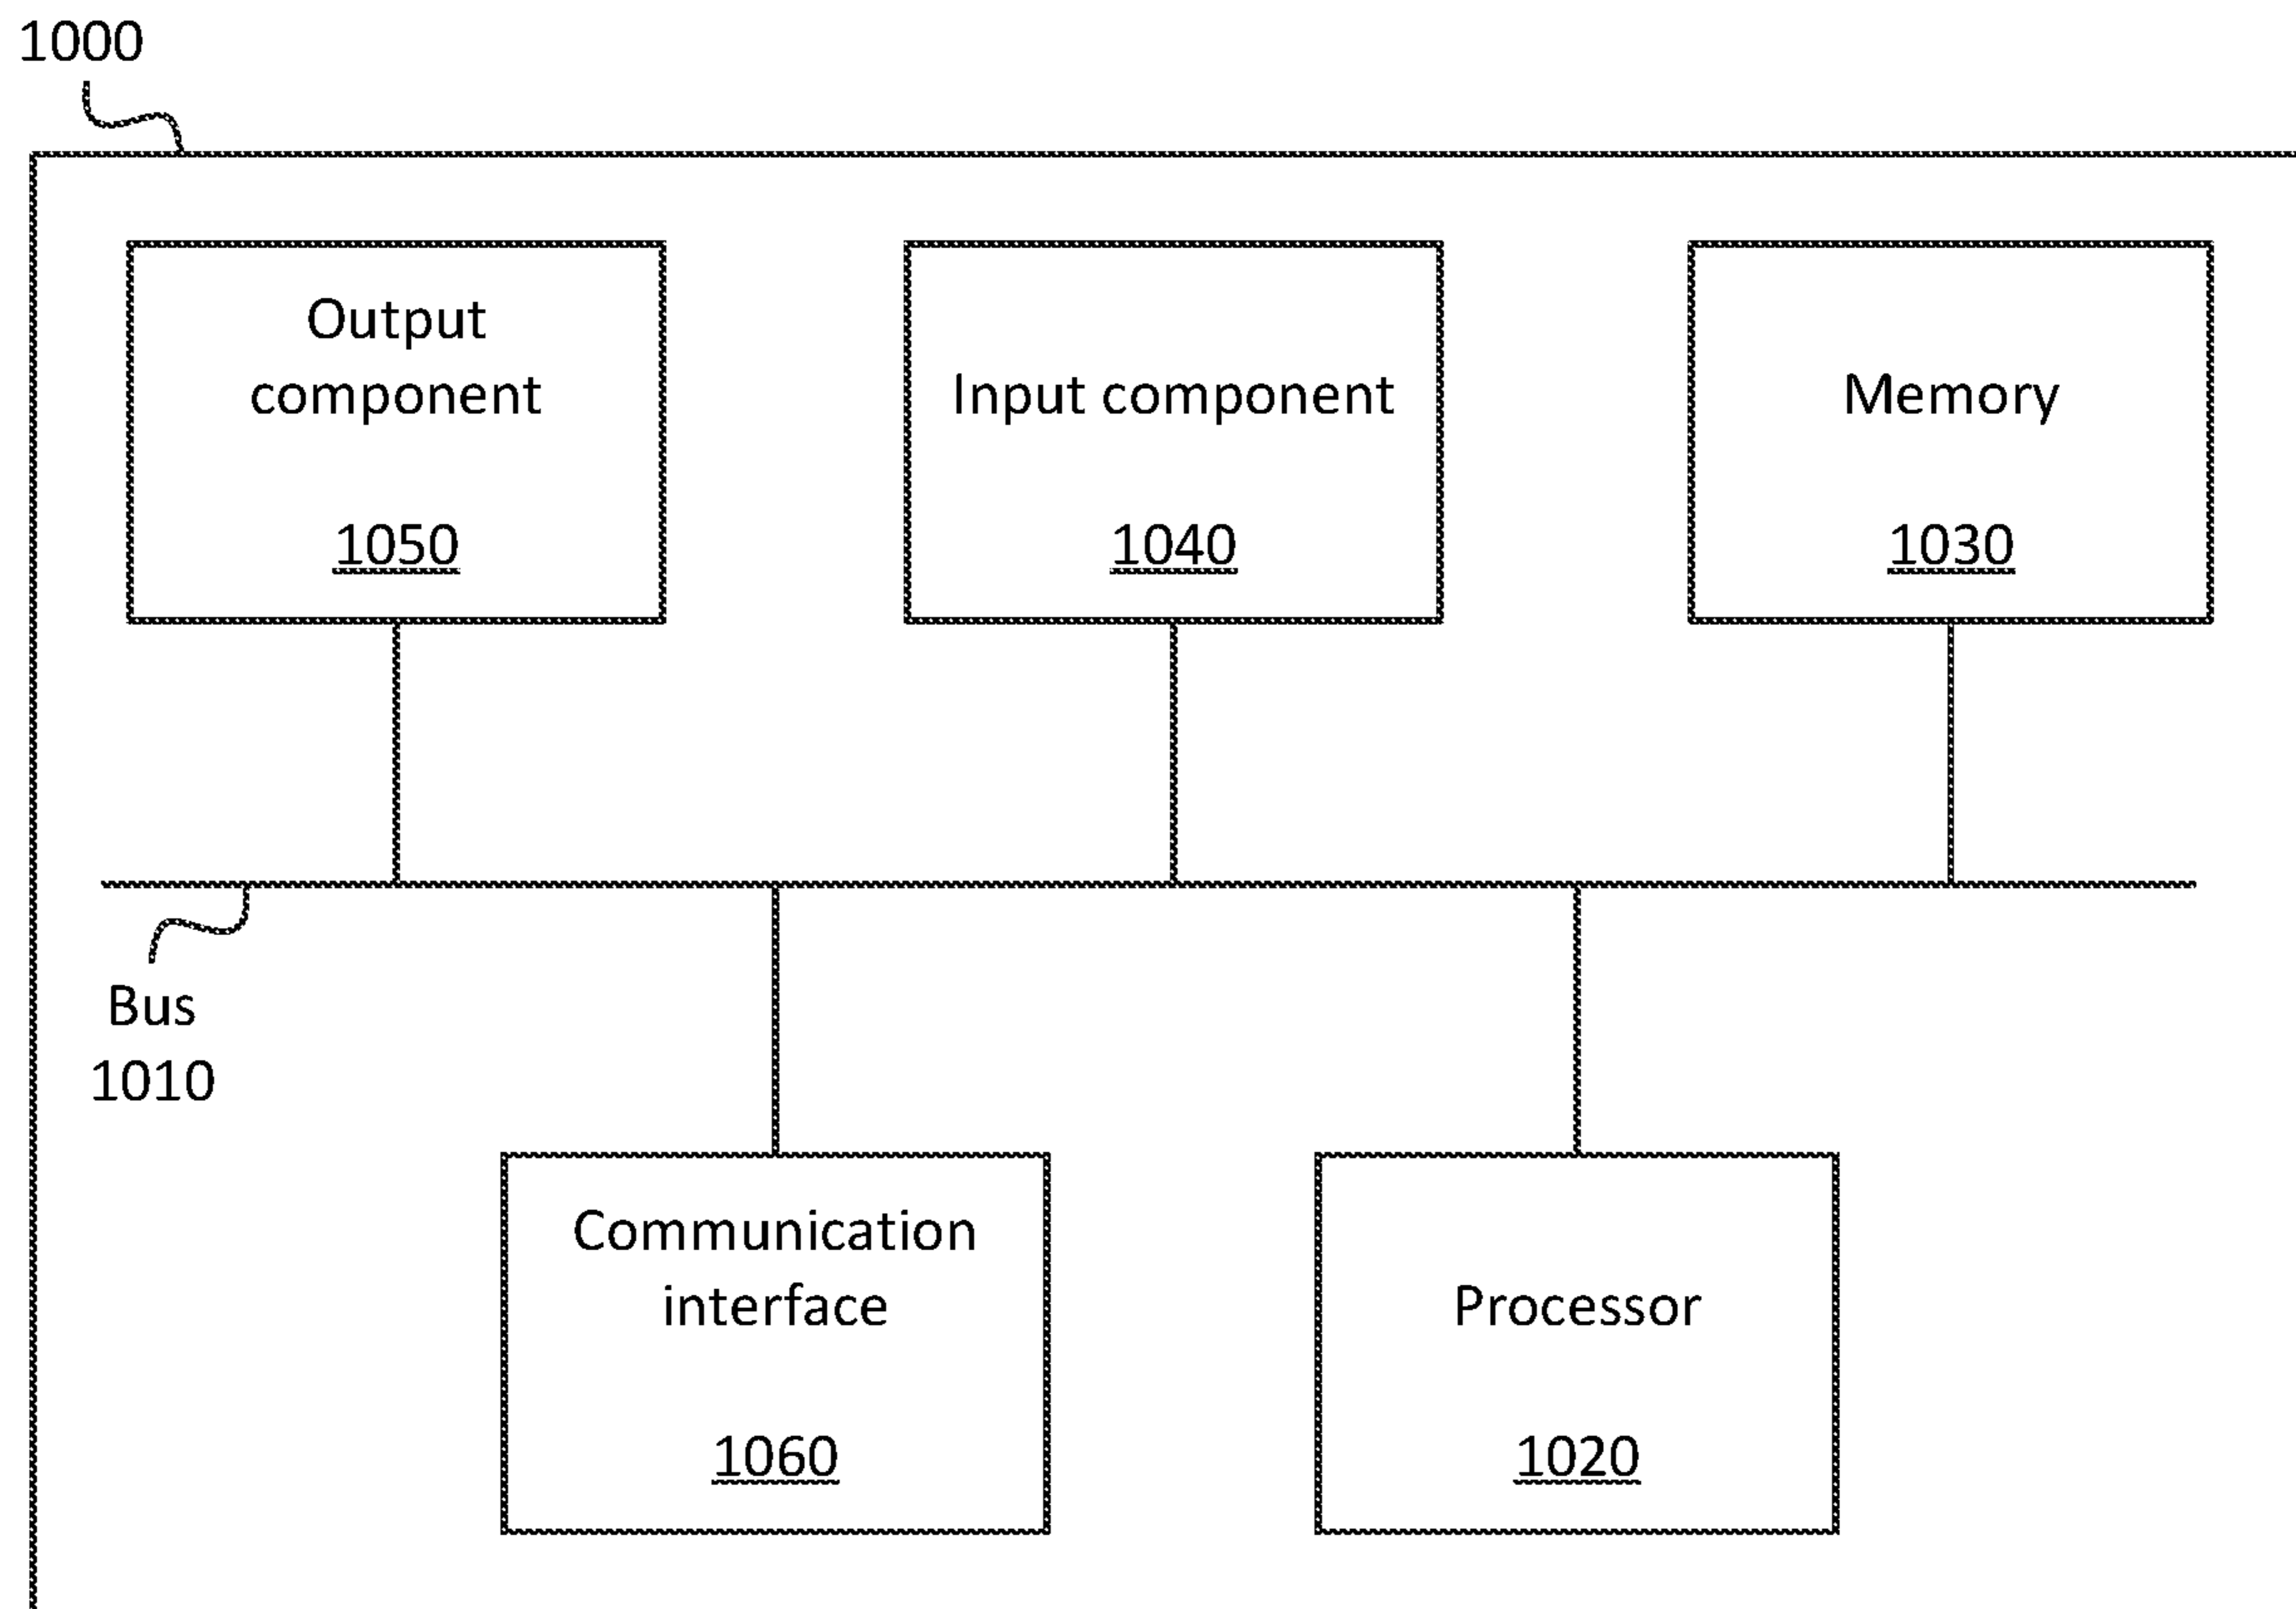 1000
Output
component
1050
Input component
1040
Memory
1030
Bus
1010
Communication
interface
1060
Processor
1020